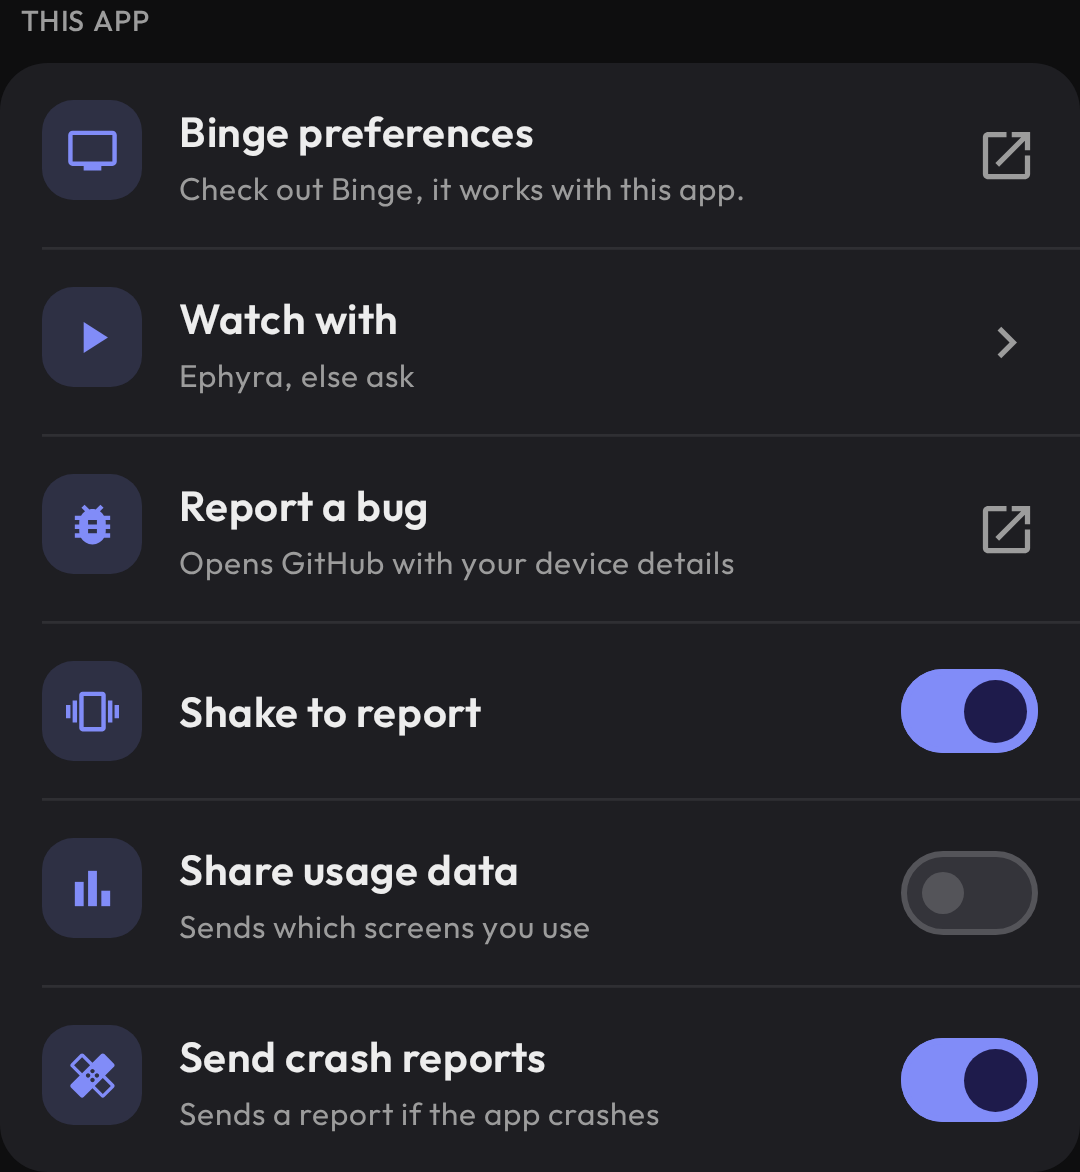 THIS APP
Binge preferences
Check out Binge, it works with this app.
Watch with
Ephyra, else ask
Report a bug
Opens GitHub with your device details
Shake to report
Share usage data
Sends which screens you use
Send crash reports
Sends a report if the app crashes